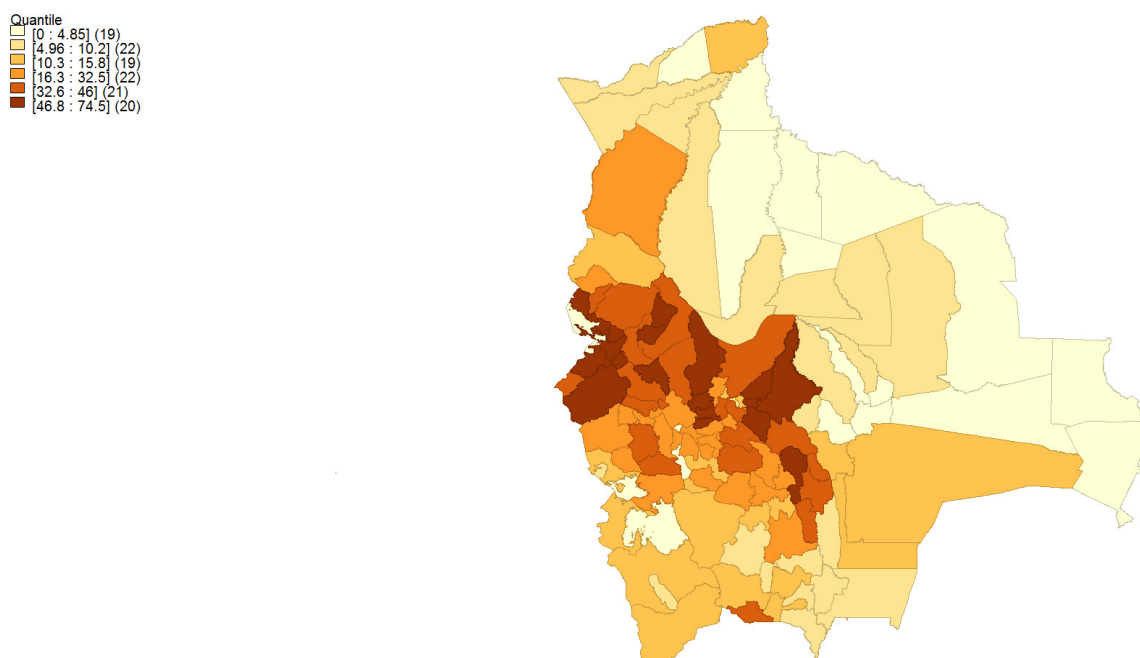 Quantile
[0 : 4.85] (19)
[4.96 : 10.2] (22)
[10.3 : 15.8] (19)
[16.3 : 32.5] (22)
[32.6 : 46] (21)
[46.8 : 74.5] (20)